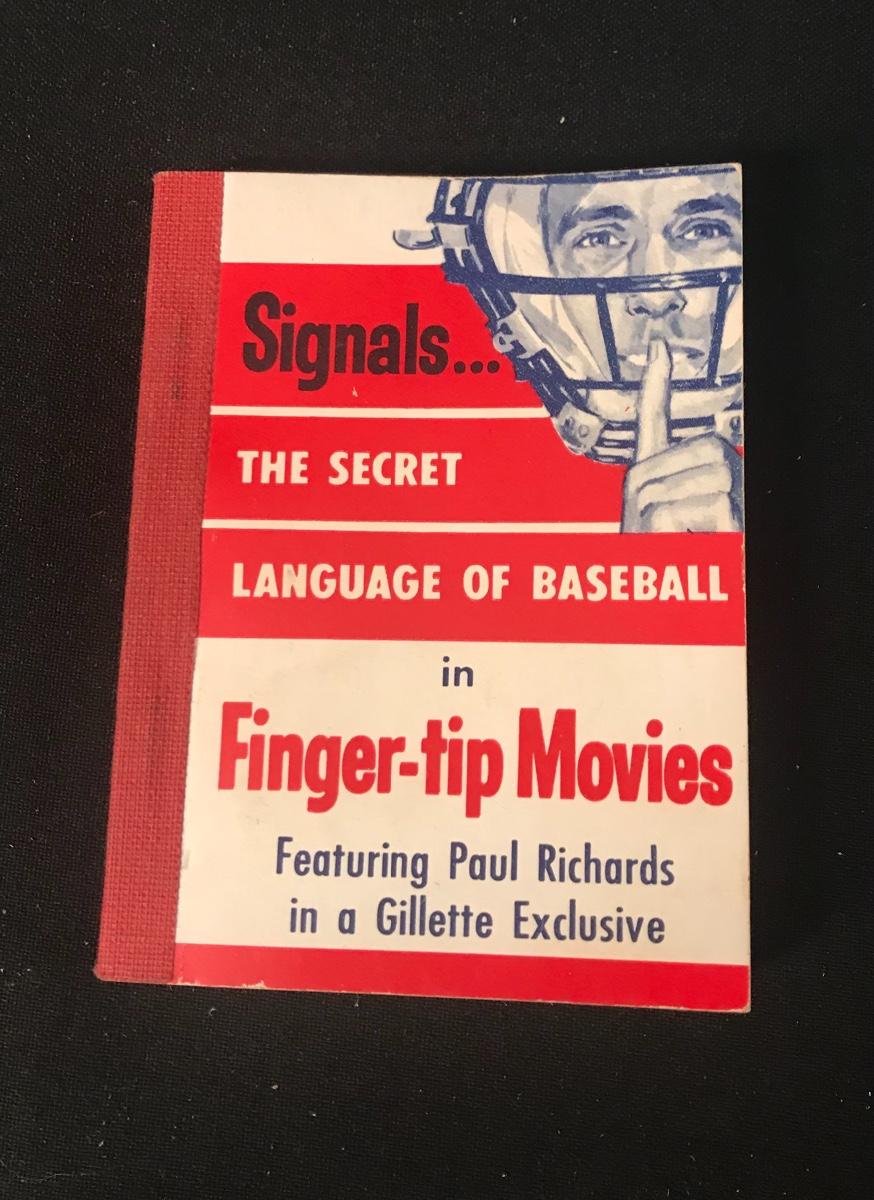 Signals...
THE SECRET
LANGUAGE OF BASEBALL
in
Finger-tip Movies
Featuring Paul Richards
in a Gillette Exclusive